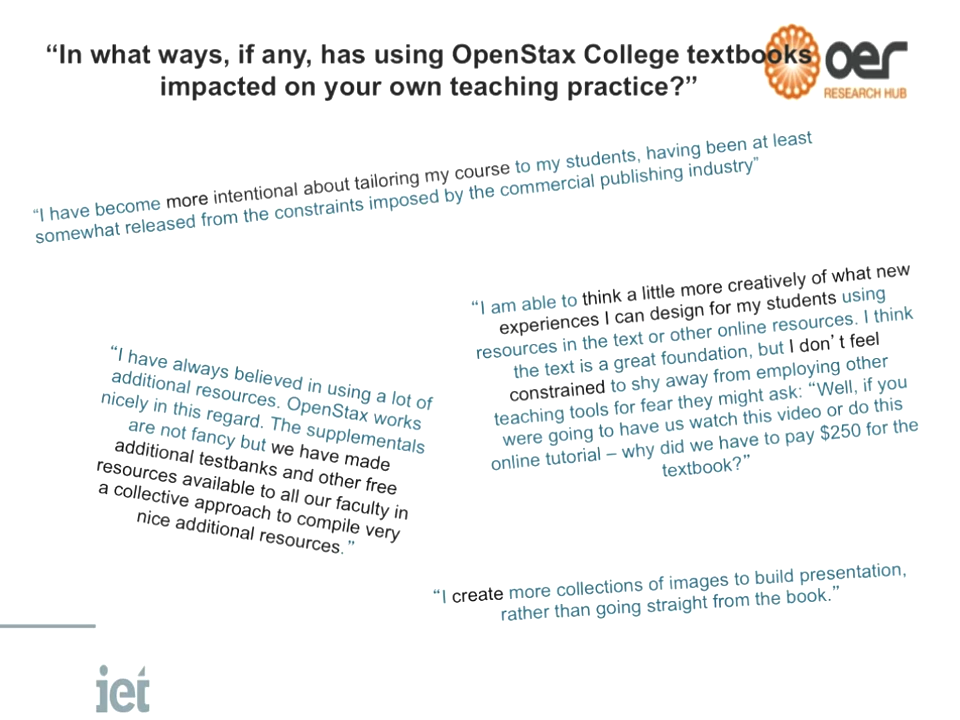 “In what ways, if any, has using OpenStax College textbooks
impacted on your own teaching practice?”
oer
RESEARCH HUB
“I have become more intentional about tailoring my course to my students, having been at least
somewhat released from the constraints imposed by the commercial publishing industry”
“I am able to think a little more creatively of what new
experiences I can design for my students using
resources in the text or other online resources. I think
the text is a great foundation, but I don’t feel
constrained to shy away from employing other
teaching tools for fear they might ask: “Well, if you
were going to have us watch this video or do this
online tutorial – why did we have to pay $250 for the
textbook?”
“I have always believed in using a lot of
additional resources. OpenStax works
nicely in this regard. The supplementals
are not fancy but we have made
additional testbanks and other free
resources available to all our faculty in
a collective approach to compile very
nice additional resources.”
“I create more collections of images to build presentation,
rather than going straight from the book.”
iet